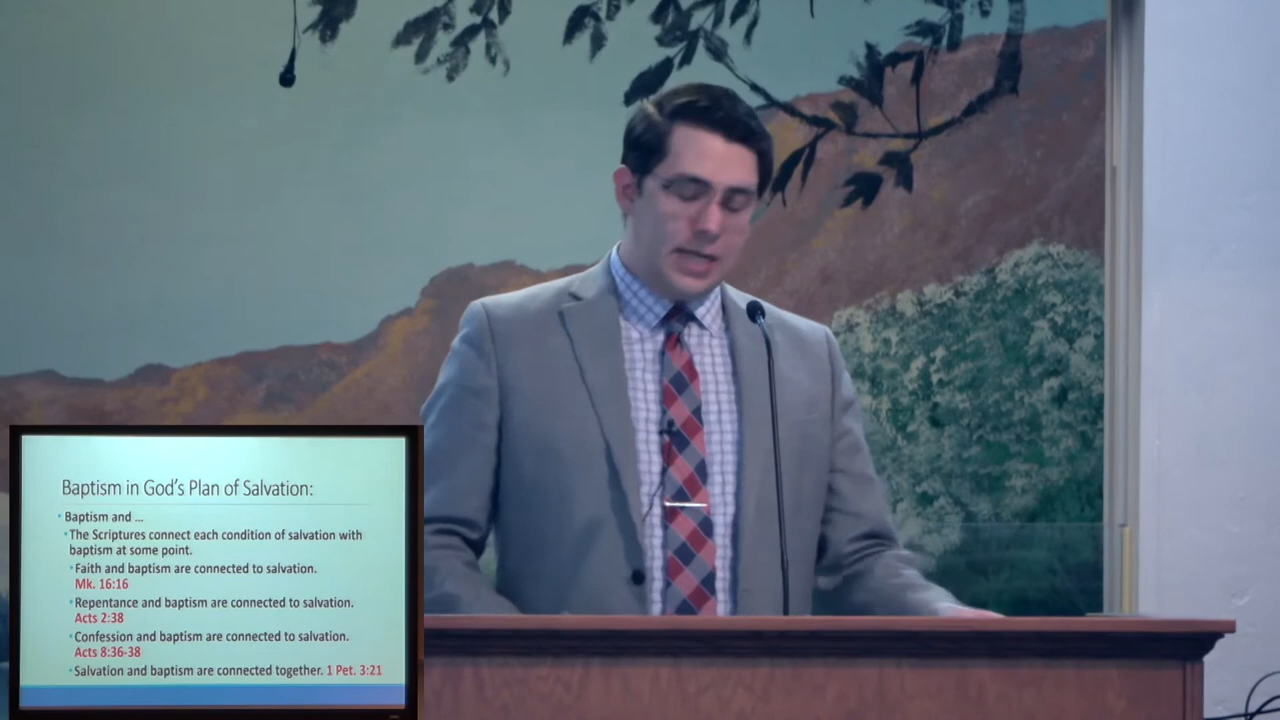 Baptism in God's Plan of Salvation:
Baptism and ...
The Scriptures connect each condition of salvation with
baptism at some point.
Faith and baptism are connected to salvation.
Mk. 16:16
Repentance and baptism are connected to salvation.
Acts 2:38
Confession and baptism are connected to salvation.
Acts 8:36-38
Salvation and baptism are connected together. 1 Pet. 3:21